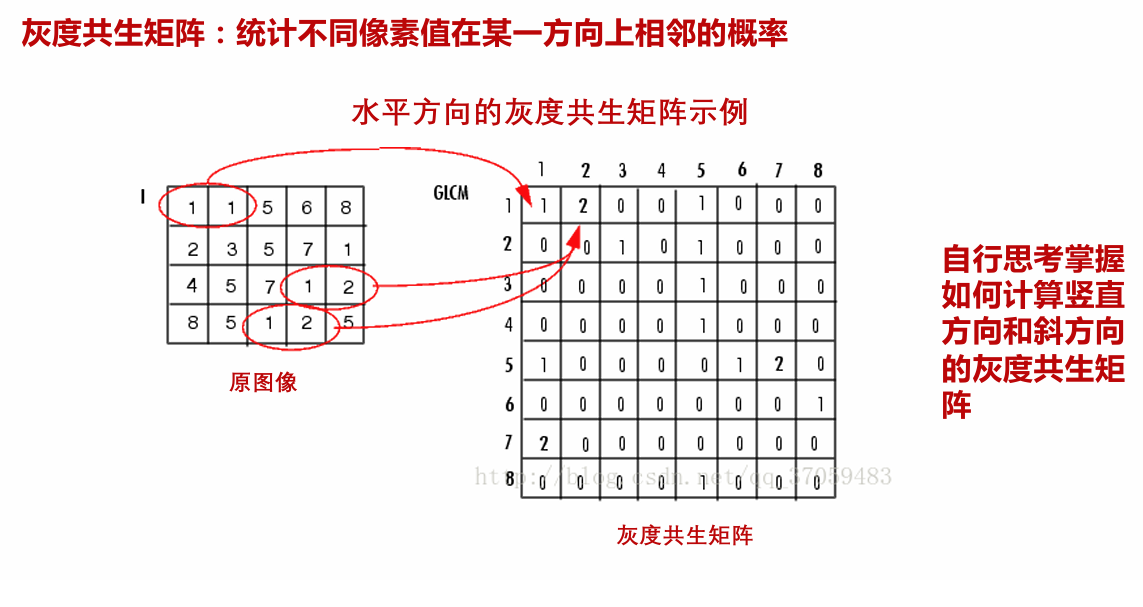 灰度共生矩阵：统计不同像素值在某一方向上相邻的概率
水平方向的灰度共生矩阵示例
I
1 1 5 6 8
2 3 5 7 1
4 5 7 1 2
8 5 1 2 5
原图像
GLCM
1 2 3 4 5 6 7 8
1 1 2 0 0 1 0 0 0
2 0 0 1 0 1 0 0 0
3 0 0 0 0 1 0 0 0
4 0 0 0 0 1 0 0 0
5 1 0 0 0 0 1 2 0
6 0 0 0 0 0 0 0 1
7 2 0 0 0 0 0 0 0
8 0 0 0 0 1 0 0 0
http://blog.csdn.net/qq_37059483
灰度共生矩阵
自行思考掌握
如何计算竖直
方向和斜方向
的灰度共生矩
阵